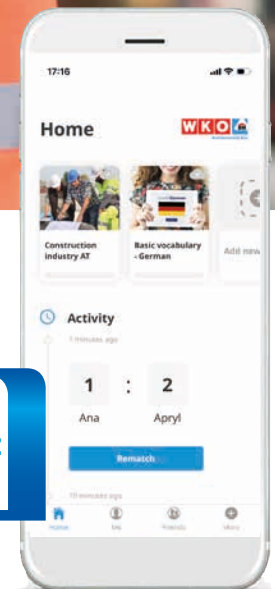 17:16
Home
WKO
Construction
industry AT
Basic vocabulary
- German
Add new
Activity
1 minutes ago
1 : 2
Ana
Apryl
Rematch
10 minutes ago
Home
Me
Friends
More